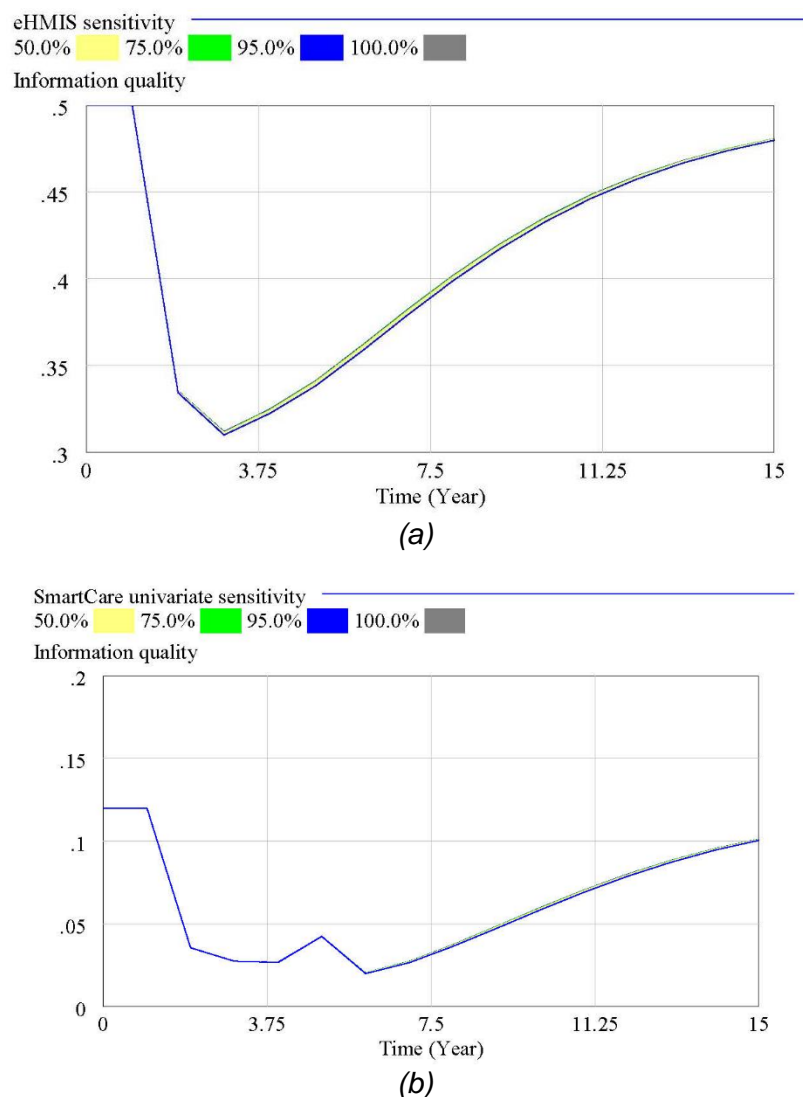 eHMIS sensitivity
50.0% 75.0% 95.0% 100.0%
Information quality
.5
.45
.4
.35
.3
0 3.75 7.5 11.25 15
Time (Year)
(a)
SmartCare univariate sensitivity
50.0% 75.0% 95.0% 100.0%
Information quality
.2
.15
.1
.05
0
0 3.75 7.5 11.25 15
Time (Year)
(b)